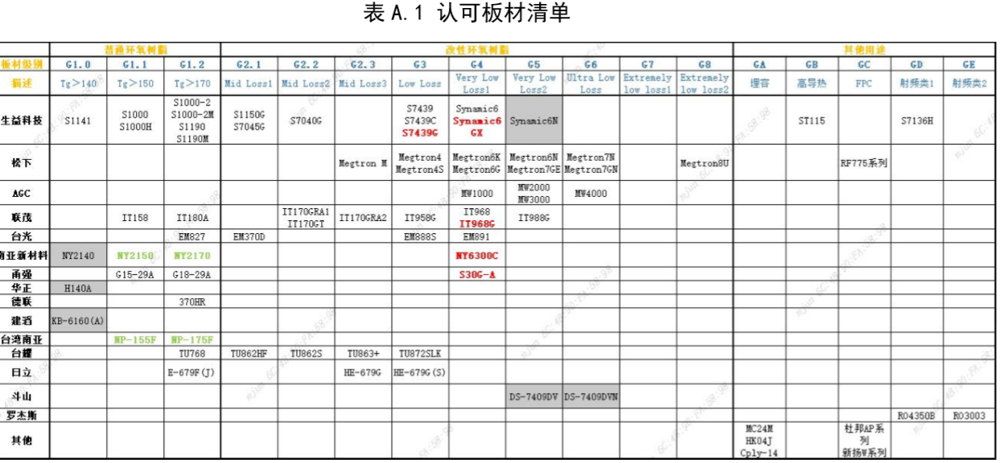 表 A.1 认可板材清单
普通环氧树脂 改性环氧树脂 其他用途
板材级别 G1.0 G1.1 G1.2 G2.1 G2.2 G2.3 G3 G4 G5 G6 G7 G8 GA GB GC GD GE
描述 Tg＞140 Tg＞150 Tg＞170 Mid Loss1 Mid Loss2 Mid Loss3 Low Loss Very Low Loss1 Very Low Loss2 Ultra Low Loss Extremely low loss1 Extremely low loss2 埋容 高导热 FPC 射频类1 射频类2
生益科技 S1141 S1000 S1000H S1000-2 S1000-2M S1190 S1190M S1150G S7045G S7040G S7439 S7439C S7439G Synamic6 Synamic6GX Synamic6N ST115 S7136H
松下 Megtron M Megtron4 Megtron4S Megtron6K Megtron6G Megtron6N Megtron7GE Megtron7N Megtron7GN Megtron8U RF775系列
AGC MW1000 MW2000 MW3000 MW4000
联茂 IT158 IT180A IT170GRA1 IT170GT IT170GRA2 IT958G IT968 IT968G IT988G
台光 EM827 EM370D EM888S EM891
南亚新材料 NY2140 NY2150 NY2170 NY6300C
甬强 G15-29A G18-29A S30G-A
华正 H140A
德联 370HR
建滔 KB-6160(A)
台湾南亚 NP-155F NP-175F
台耀 TU768 TU862HF TU862S TU863+ TU872SLK
日立 E-679F(J) HE-679G HE-679G(S)
斗山 DS-7409DV DS-7409DVN
罗杰斯 RO4350B RO3003
其他 MC24M HK04J Cply-14 杜邦AP系列 新扬W系列